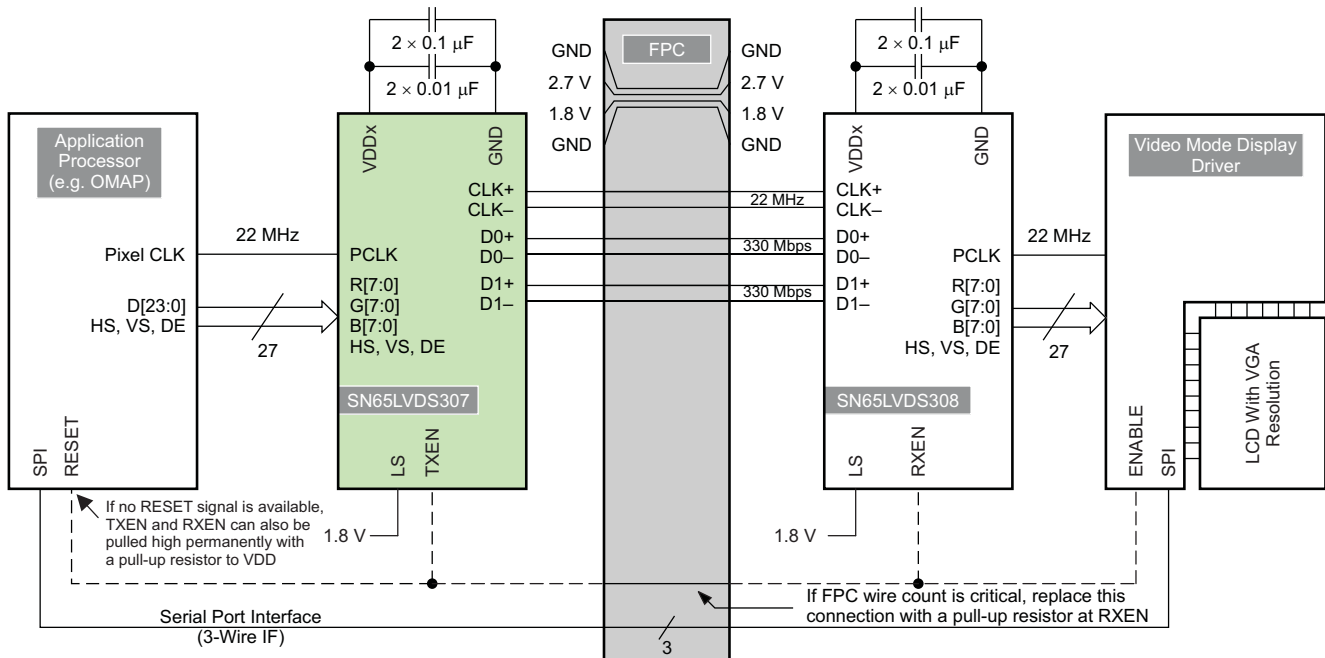 2 × 0.1 μF
2 × 0.01 μF
FPC
GND
2.7 V
1.8 V
GND
GND
2.7 V
1.8 V
GND
2 × 0.1 μF
2 × 0.01 μF
Application
Processor
(e.g. OMAP)
Pixel CLK
D[23:0]
HS, VS, DE
SPI
RESET
22 MHz
27
VDDx
GND
CLK+
CLK–
D0+
D0–
D1+
D1–
PCLK
R[7:0]
G[7:0]
B[7:0]
HS, VS, DE
SN65LVDS307
LS
TXEN
1.8 V
22 MHz
330 Mbps
330 Mbps
VDDx
GND
CLK+
CLK–
D0+
D0–
D1+
D1–
PCLK
R[7:0]
G[7:0]
B[7:0]
HS, VS, DE
SN65LVDS308
LS
RXEN
1.8 V
22 MHz
27
Video Mode Display
Driver
ENABLE
SPI
LCD With VGA
Resolution
If no RESET signal is available,
TXEN and RXEN can also be
pulled high permanently with
a pull-up resistor to VDD
If FPC wire count is critical, replace this
connection with a pull-up resistor at RXEN
Serial Port Interface
(3-Wire IF)
3